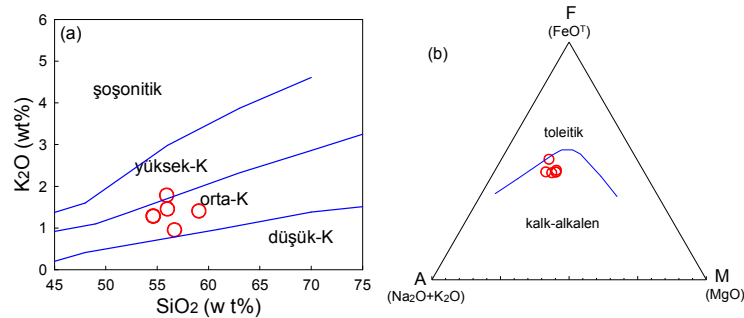 (a)
6
5
4
3
2
1
0
K2O (wt%)
şoşonitik
yüksek-K
orta-K
düşük-K
45 50 55 60 65 70 75
SiO2 (w t%)
(b)
F
(FeOT)
toleitik
kalk-alkalen
A
(Na2O+K2O)
M
(MgO)